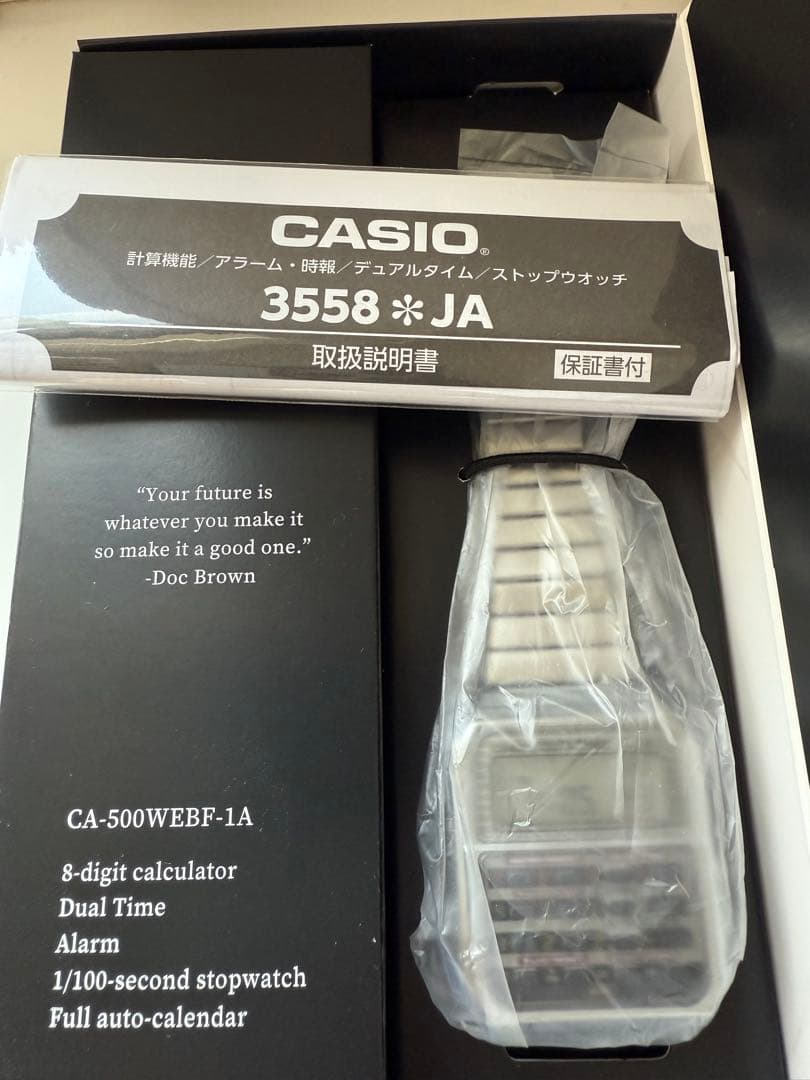 CASIO®
計算機能／アラーム・時報／デュアルタイム／ストップウオッチ
3558＊JA
取扱説明書
保証書付
“Your future is
whatever you make it
so make it a good one.”
-Doc Brown
CA-500WEBF-1A
8-digit calculator
Dual Time
Alarm
1/100-second stopwatch
Full auto-calendar